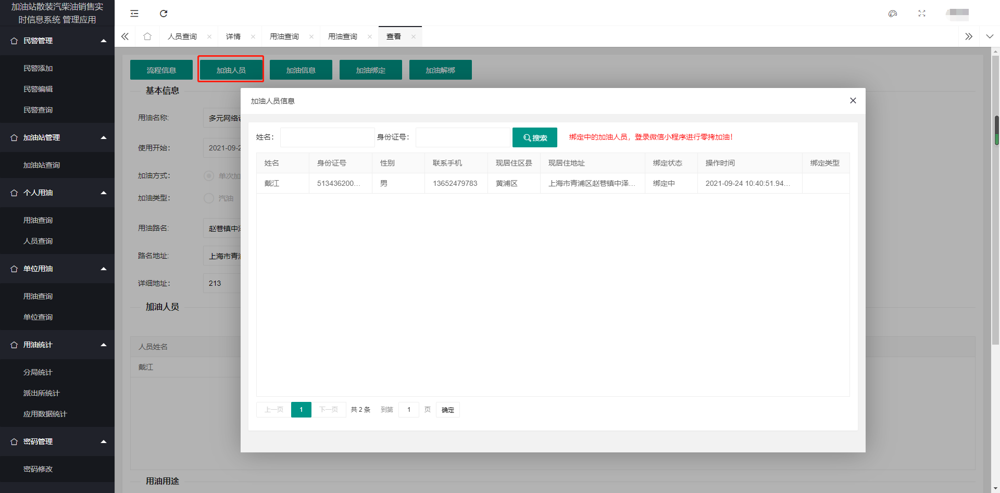 加油站散装汽柴油销售实
时信息系统 管理应用
民警管理
民警添加
民警编辑
民警查询
加油站管理
加油站查询
个人用油
用油查询
人员查询
单位用油
用油查询
单位查询
用油统计
分局统计
派出所统计
应用数据统计
密码管理
密码修改
人员查询 详情 用油查询 用油查询 查看
流程信息 加油人员 加油信息 加油绑定 加油解绑
基本信息
用油名称: 多元网络
使用开始: 2021-09-2
加油方式: 单次加
加油类型: 汽油
用油路名: 赵巷镇中
路名地址: 上海市青
详细地址: 213
加油人员
人员姓名
戴江
用油用途
加油人员信息
姓名: 身份证号: 搜索 绑定中的加油人员，登录微信小程序进行零拷加油！
姓名 身份证号 性别 联系手机 现居住区县 现居住地址 绑定状态 操作时间 绑定类型
戴江 513436200... 男 13652479783 黄浦区 上海市青浦区赵巷镇中泽... 绑定中 2021-09-24 10:40:51.94...
上一页 1 下一页 共 2 条 到第 1 页 确定